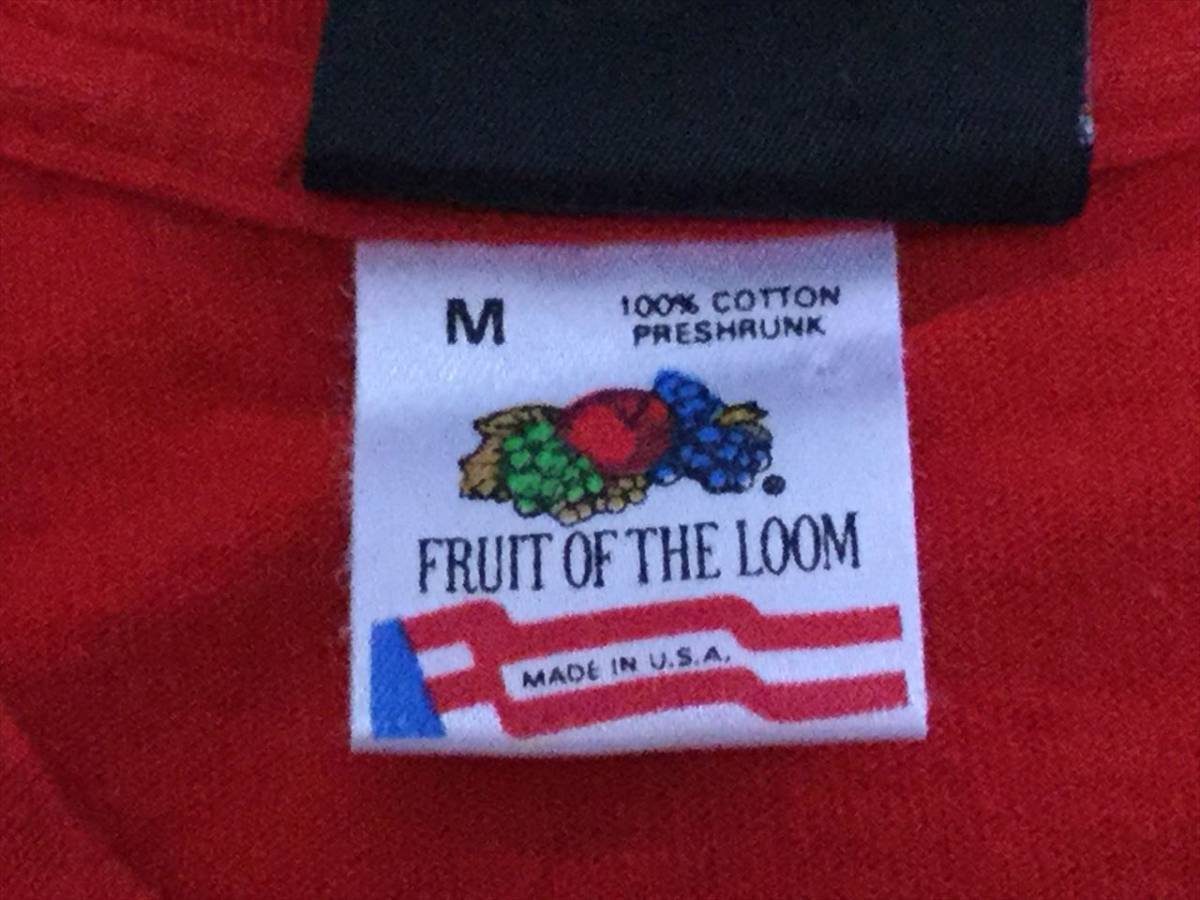 M
100% COTTON
PRESHRUNK
FRUIT OF THE LOOM
MADE IN U.S.A.